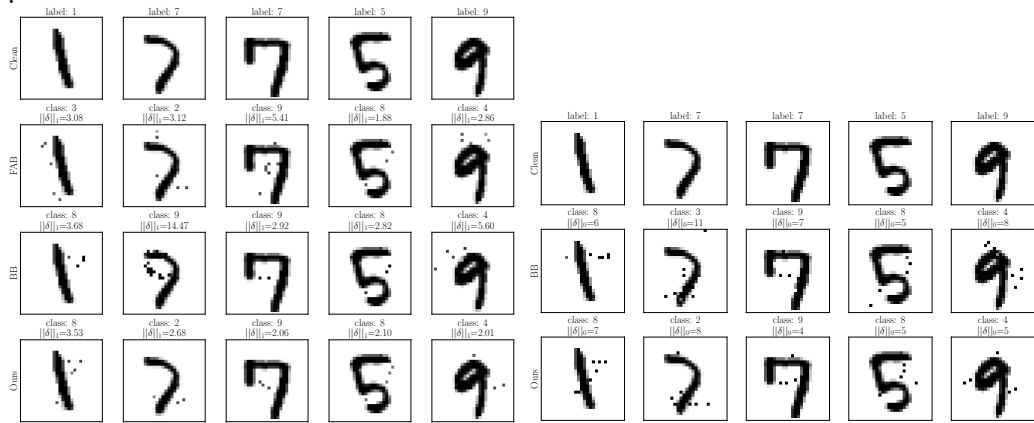 label: 1 label: 7 label: 7 label: 5 label: 9
Clean
class: 3 class: 2 class: 9 class: 8 class: 4
||δ||₁=3.08 ||δ||₁=3.12 ||δ||₁=5.41 ||δ||₁=1.88 ||δ||₁=2.86
FAB
class: 8 class: 9 class: 9 class: 8 class: 4
||δ||₁=3.68 ||δ||₁=14.47 ||δ||₁=2.92 ||δ||₁=2.82 ||δ||₁=5.60
BB
class: 8 class: 2 class: 9 class: 8 class: 4
||δ||₁=3.53 ||δ||₁=2.68 ||δ||₁=2.06 ||δ||₁=2.10 ||δ||₁=2.01
Ours
label: 1 label: 7 label: 7 label: 5 label: 9
Clean
class: 8 class: 3 class: 9 class: 8 class: 4
||δ||₀=6 ||δ||₀=11 ||δ||₀=7 ||δ||₀=5 ||δ||₀=8
BB
class: 8 class: 2 class: 9 class: 8 class: 4
||δ||₀=7 ||δ||₀=8 ||δ||₀=4 ||δ||₀=5 ||δ||₀=5
Ours